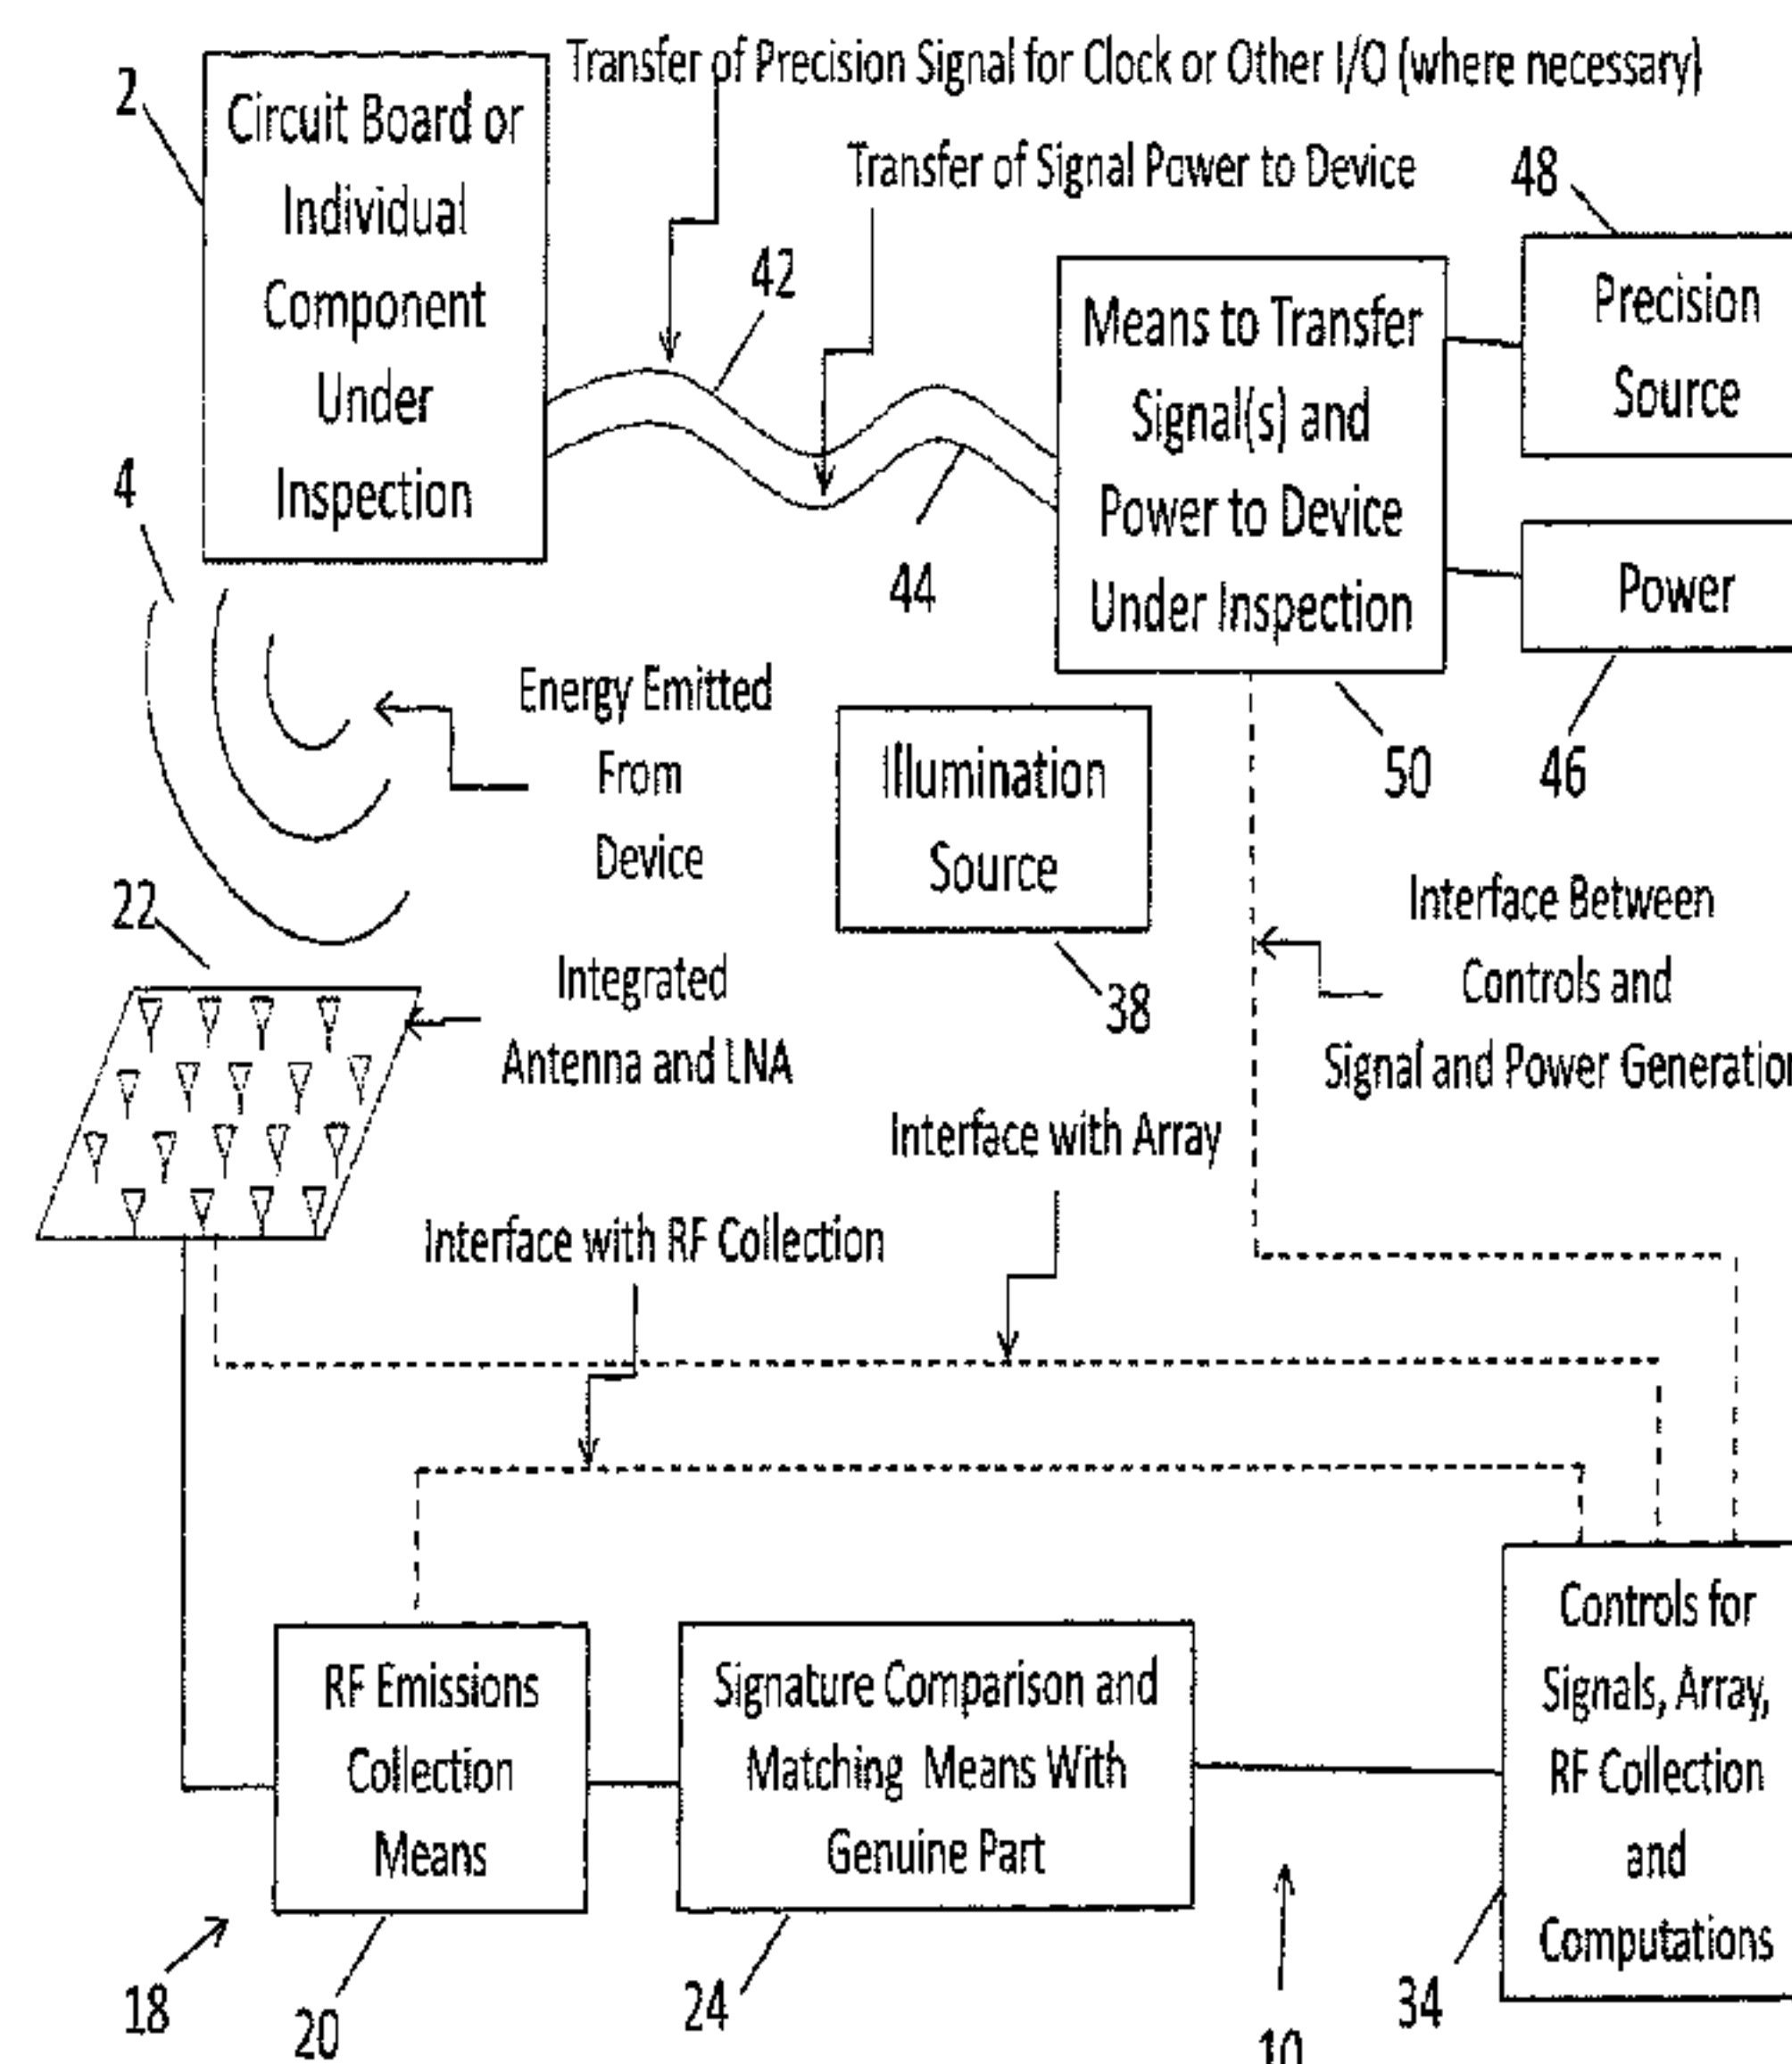 Transfer of Precision Signal for Clock or Other I/O (where necessary)
2
Circuit Board or
Individual
Component
Under
Inspection
Transfer of Signal Power to Device
48
42
Precision
Source
Means to Transfer
Signal(s) and
Power to Device
Under Inspection
4
44
Power
Energy Emitted
From
Device
50
46
Illumination
Source
22
38
Interface Between
Controls and
Signal and Power Generation
Integrated
Antenna and LNA
Interface with Array
Interface with RF Collection
RF Emissions
Collection
Means
Signature Comparison and
Matching Means With
Genuine Part
Controls for
Signals, Array,
RF Collection
and
Computations
18
20
24
10
34